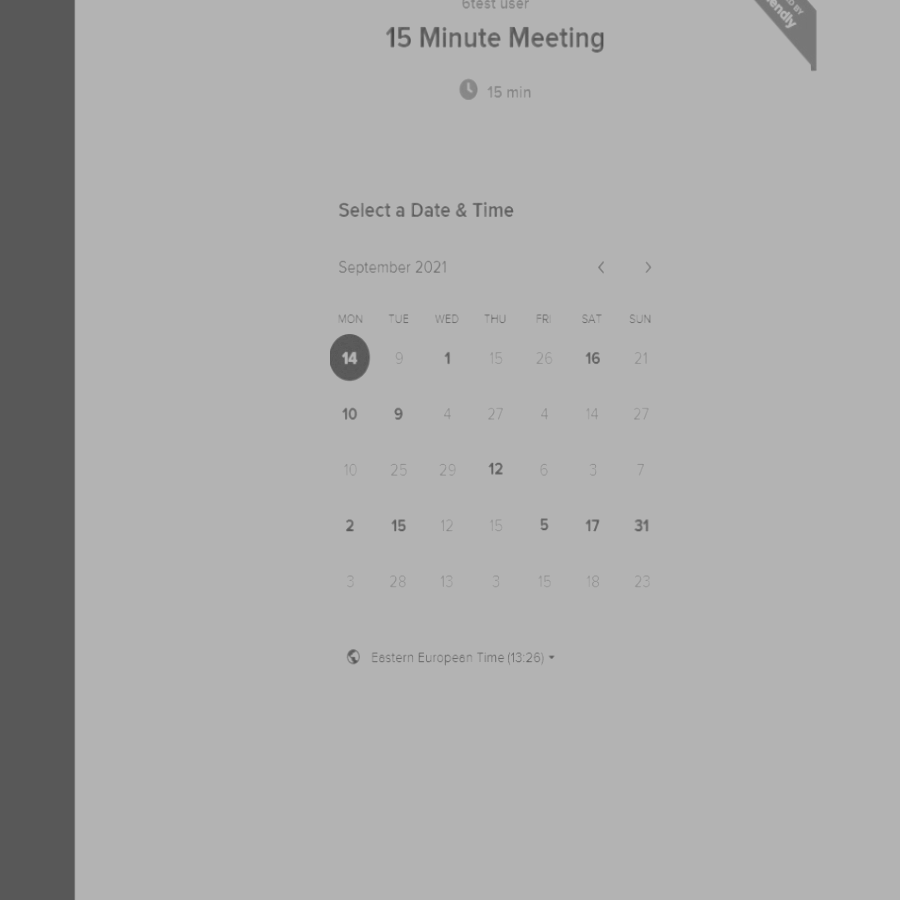 6test user
15 Minute Meeting
15 min
Select a Date & Time
September 2021
MON TUE WED THU FRI SAT SUN
14 9 1 15 26 16 21
10 9 4 27 4 14 27
10 25 29 12 6 3 7
2 15 12 15 5 17 31
3 28 13 3 15 18 23
Eastern European Time (13:26)